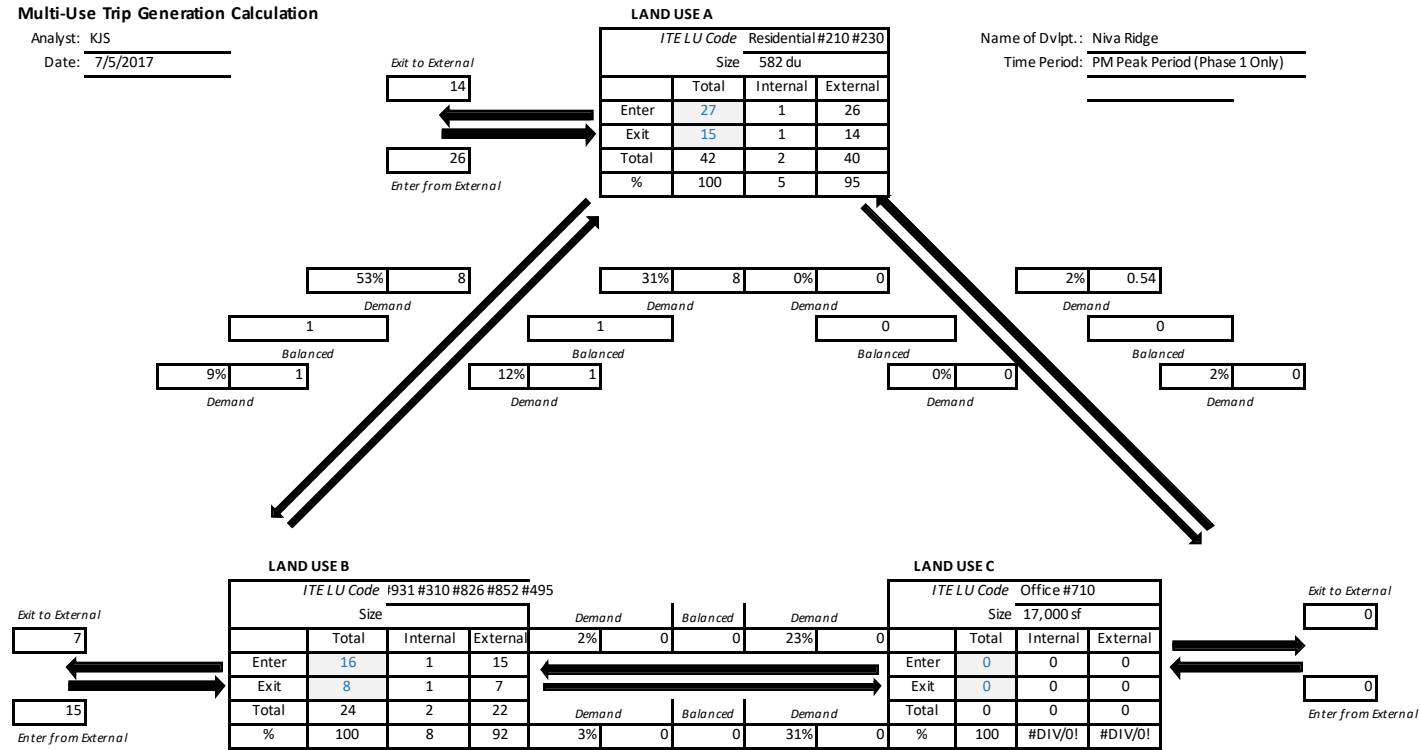 Multi-Use Trip Generation Calculation
LAND USE A
Analyst: KJS
ITE LU Code Residential #210 #230
Name of Dvlpt.: Niva Ridge
Date: 7/5/2017
Exit to External
Size 582 du
Time Period: PM Peak Period (Phase 1 Only)
14
Total Internal External
Enter 27 1 26
Exit 15 1 14
26
Total 42 2 40
Enter from External
% 100 5 95
53% 8 31% 8 0% 0 2% 0.54
Demand Demand Demand Demand
1 1 0 0
Balanced Balanced Balanced Balanced
9% 1 12% 1 0% 0 2% 0
Demand Demand Demand Demand
LAND USE B LAND USE C
ITE LU Code #931 #310 #826 #852 #495
ITE LU Code Office #710
Exit to External
Exit to External
Size
Demand Balanced Demand
Size 17,000 sf
0
7
Total Internal External 2% 0 0 23% 0 Total Internal External
Enter 16 1 15 Enter 0 0 0
Exit 8 1 7 Exit 0 0 0
0
15
Total 24 2 22 Demand Balanced Demand Total 0 0 0
Enter from External
Enter from External
% 100 8 92 3% 0 0 31% 0 % 100 #DIV/0! #DIV/0!